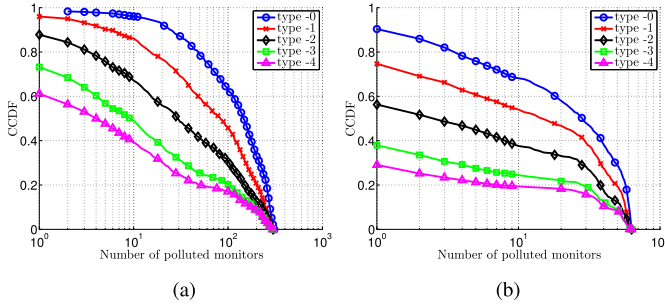 1
0.8
0.6
0.4
0.2
0
CCDF
10^0
10^1
10^2
10^3
Number of polluted monitors
type -0
type -1
type -2
type -3
type -4
(a)
1
0.8
0.6
0.4
0.2
0
CCDF
10^0
10^1
10^2
Number of polluted monitors
type -0
type -1
type -2
type -3
type -4
(b)